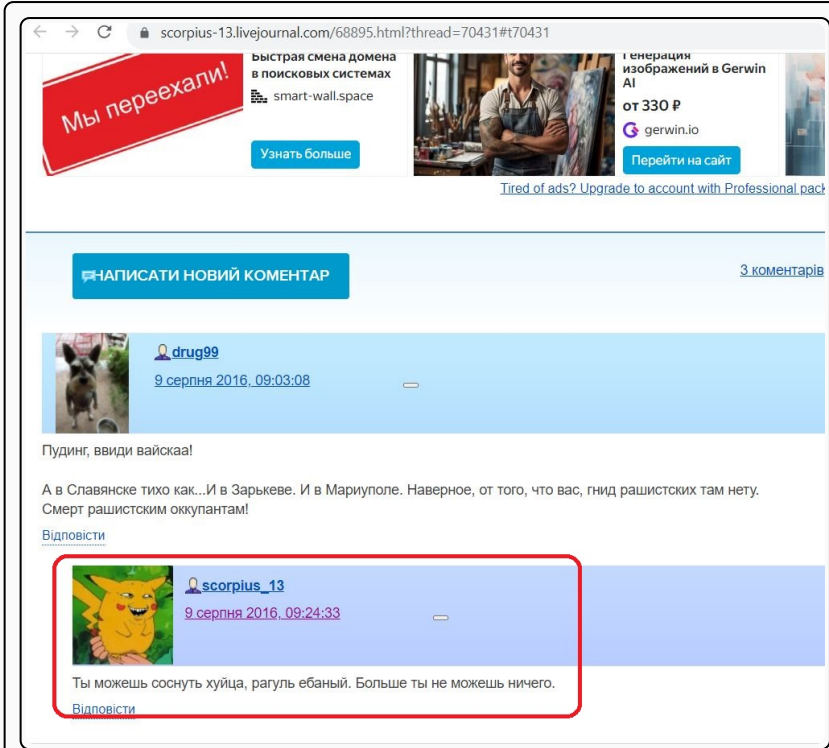 scorpius-13.livejournal.com/68895.html?thread=70431#t70431
Мы переехали!
Быстрая смена домена
в поисковых системах
smart-wall.space
Узнать больше
Генерация
изображений в Gerwin
AI
от 330 ₽
gerwin.io
Перейти на сайт
Tired of ads? Upgrade to account with Professional pack
НАПИСАТИ НОВИЙ КОМЕНТАР
3 коментарів
drug99
9 серпня 2016, 09:03:08
Пудинг, ввиди вайскаа!
А в Славянске тихо как...И в Зарькеве. И в Мариуполе. Наверное, от того, что вас, гнид рашистских там нету.
Смерт рашистским оккупантам!
Відповісти
scorpius_13
9 серпня 2016, 09:24:33
Ты можешь соснуть хуйца, рагуль ебаный. Больше ты не можешь ничего.
Відповісти